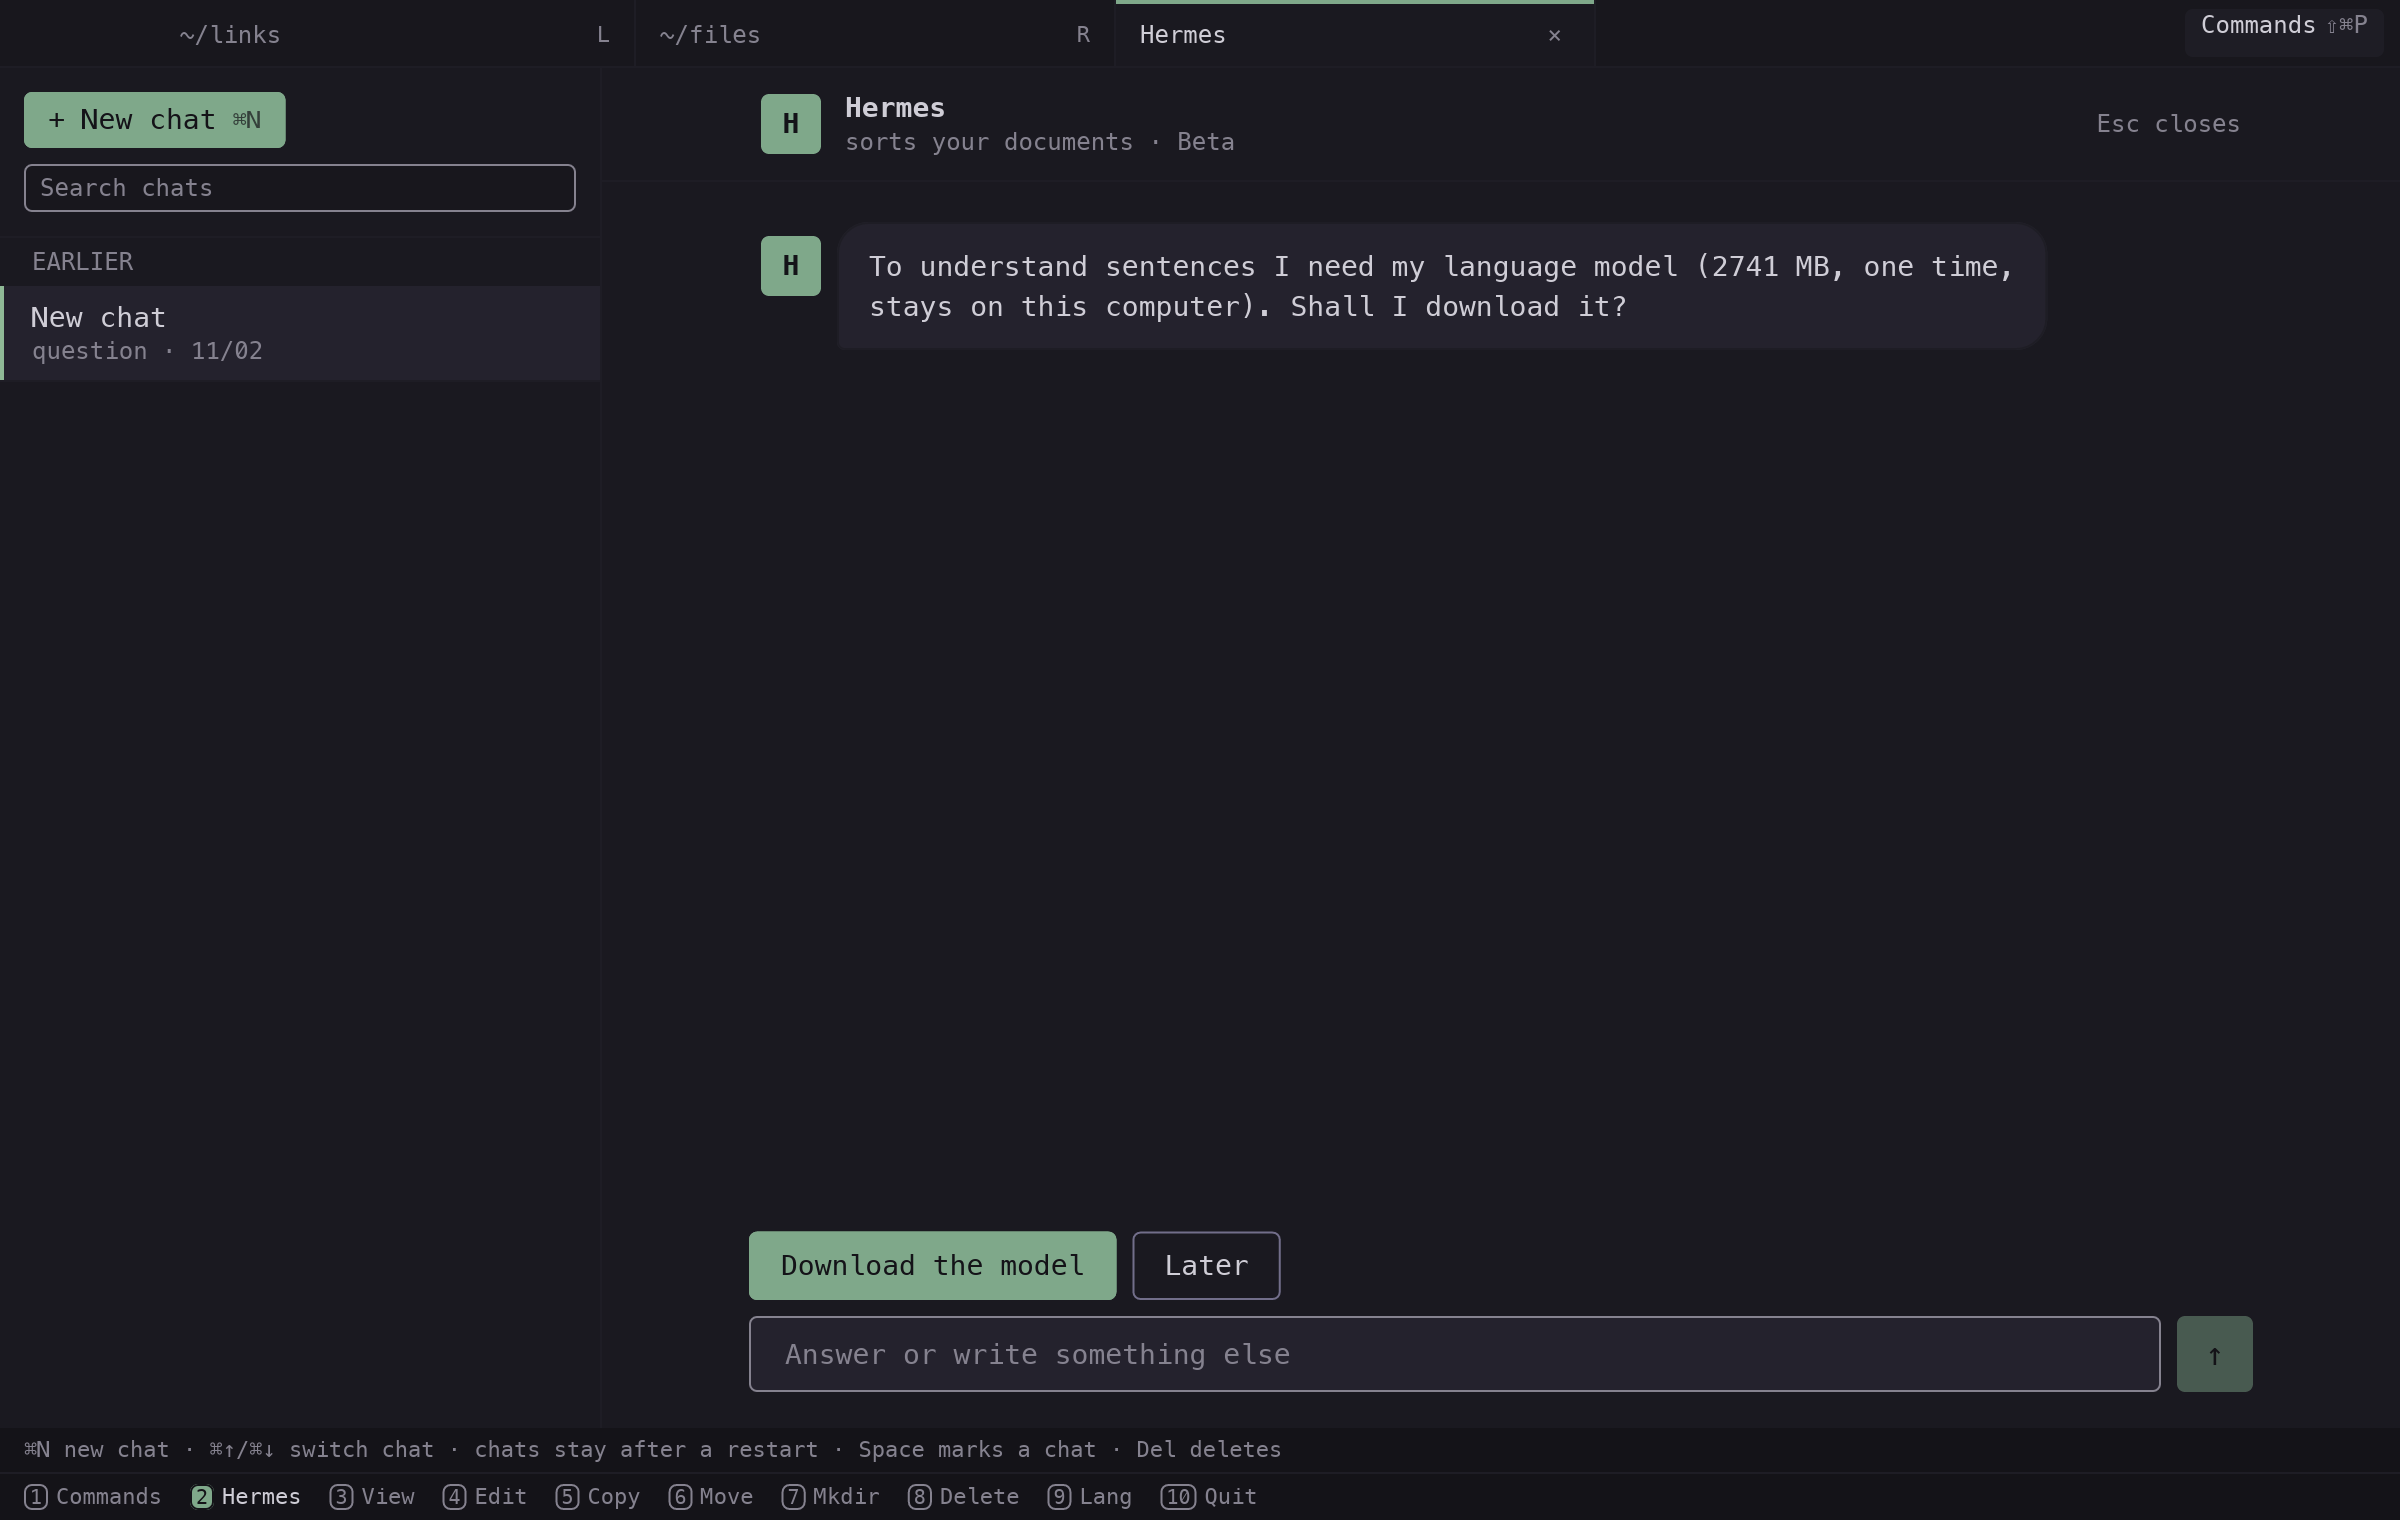 ~/links L ~/files R Hermes × Commands ⇧⌘P
+ New chat ⌘N
Search chats
EARLIER
New chat
question · 11/02
H Hermes
sorts your documents · Beta
Esc closes
H To understand sentences I need my language model (2741 MB, one time,
stays on this computer). Shall I download it?
Download the model Later
Answer or write something else ↑
⌘N new chat · ⌘↑/⌘↓ switch chat · chats stay after a restart · Space marks a chat · Del deletes
1 Commands 2 Hermes 3 View 4 Edit 5 Copy 6 Move 7 Mkdir 8 Delete 9 Lang 10 Quit